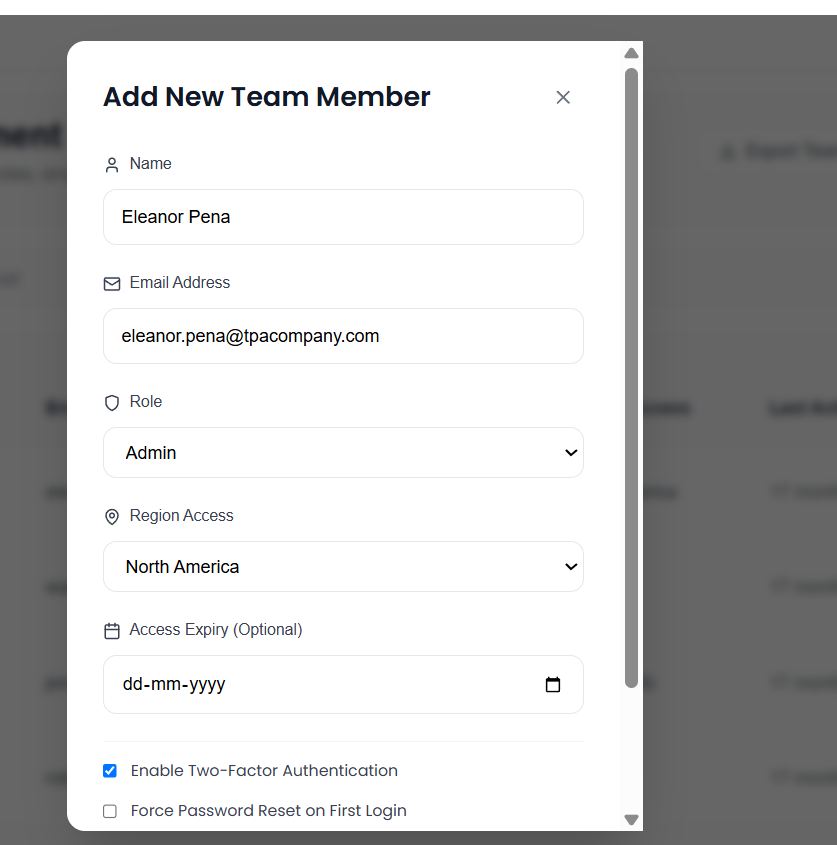 Add New Team Member
Name
Eleanor Pena
Email Address
eleanor.pena@tpacompany.com
Role
Admin
Region Access
North America
Access Expiry (Optional)
dd-mm-yyyy
Enable Two-Factor Authentication
Force Password Reset on First Login